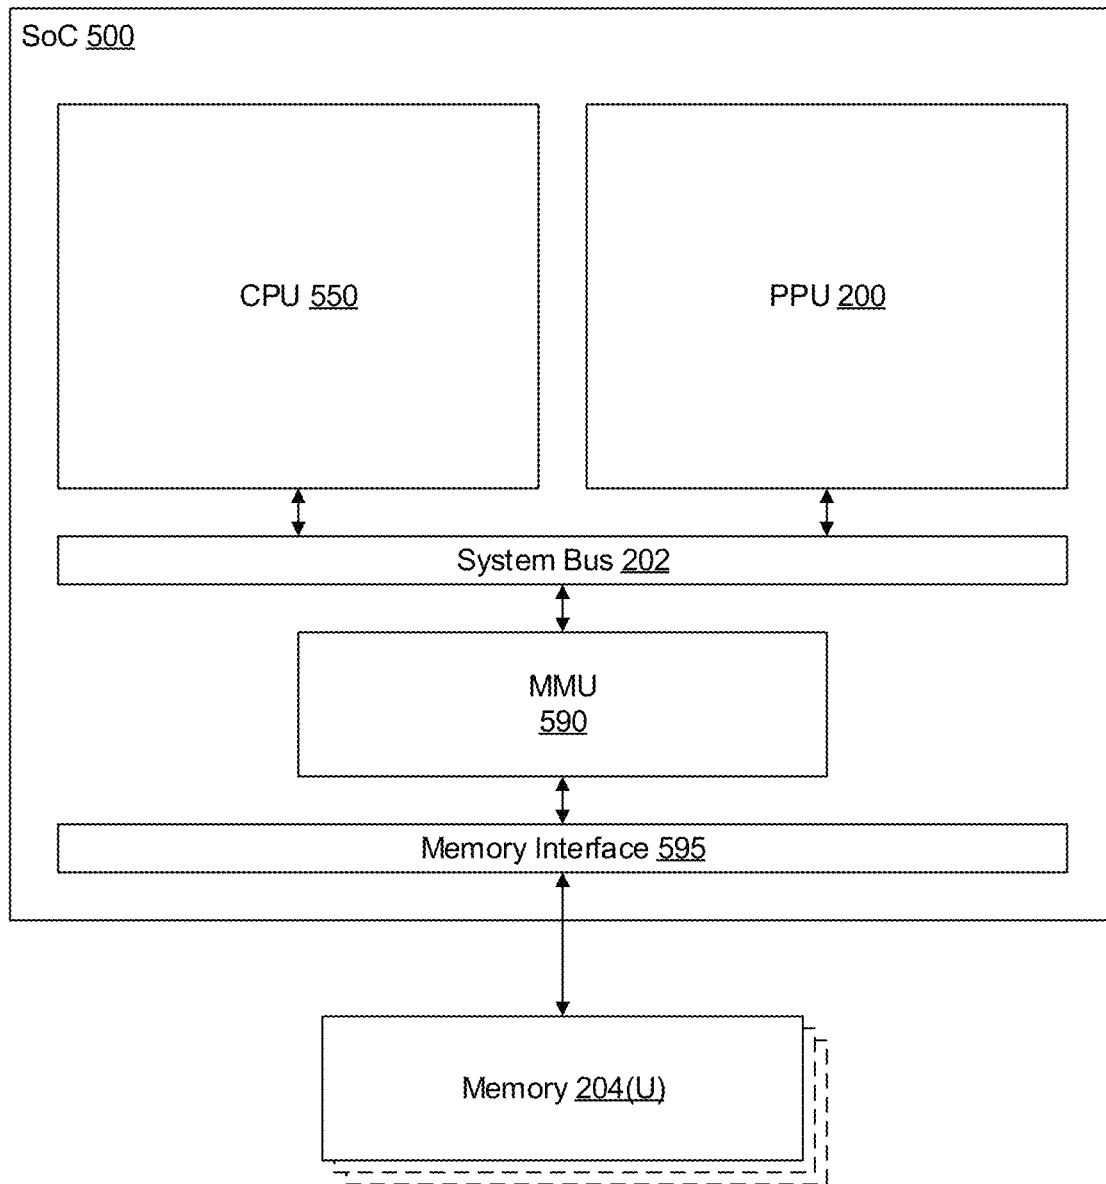 SoC 500
CPU 550
PPU 200
System Bus 202
MMU
590
Memory Interface 595
Memory 204(U)